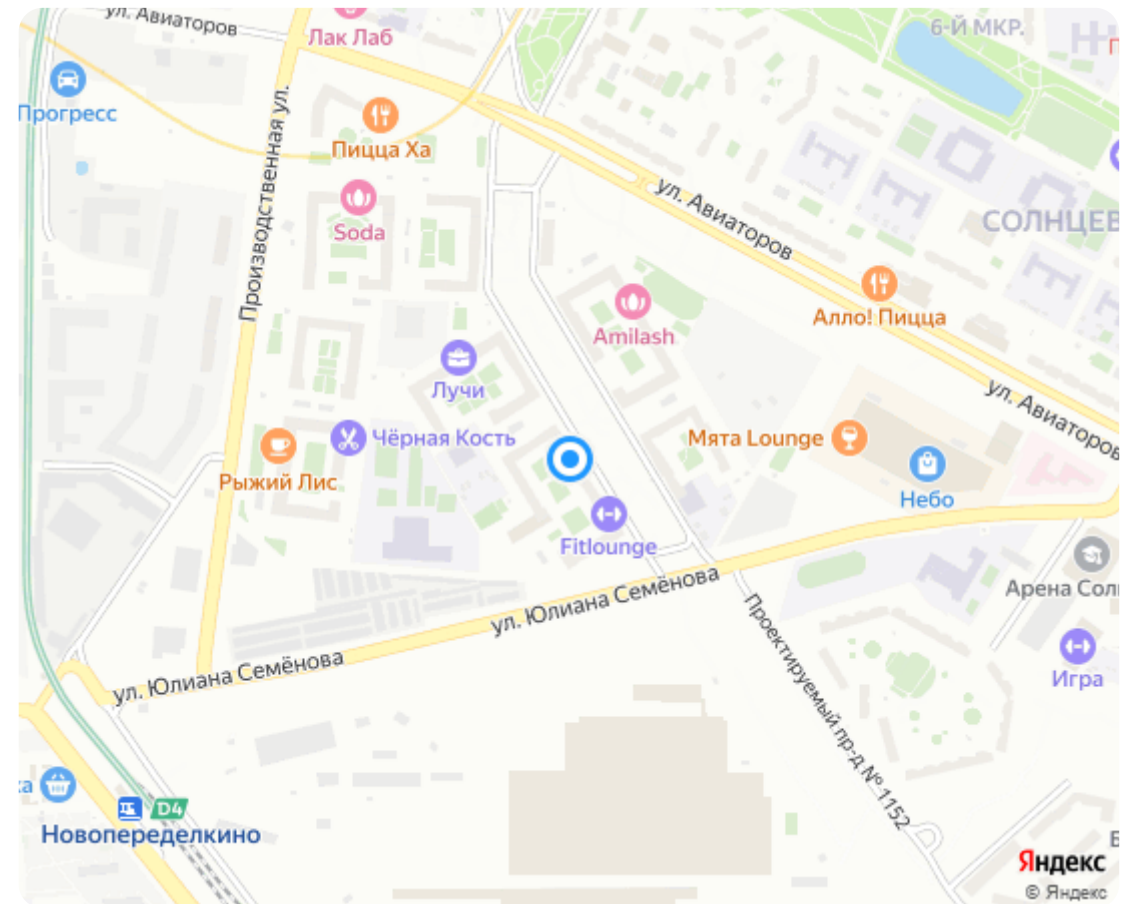 ул. Авиаторов
Лак Лаб
6-Й МКР.
Прогресс
Пицца Ха
Производственная ул.
Soda
ул. Авиаторов
СОЛНЦЕВ
Алло! Пицца
Amilash
Лучи
ул. Авиаторов
Чёрная Кость
Мята Lounge
Рыжий Лис
Небо
Fitlounge
Арена Сол
ул. Юлиана Семёнова
Проектируемый пр-д № 1152
ул. Юлиана Семёнова
Игра
D4
Новопеределкино
Яндекс
© Яндекс